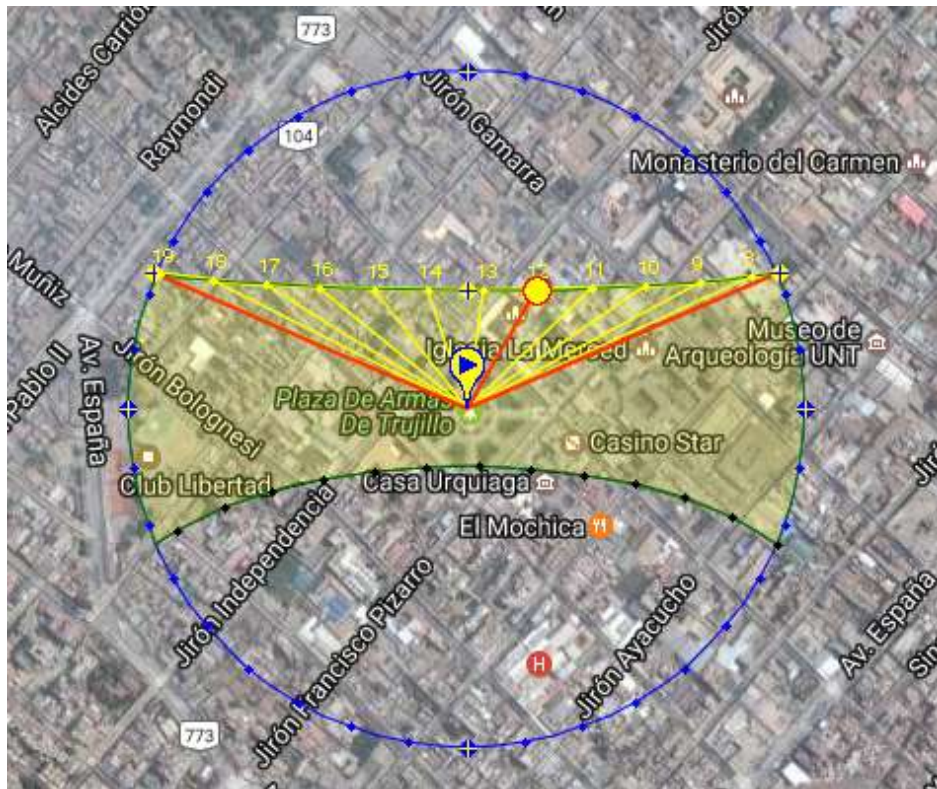 773
Alcides Carrión
Raymondi
104
Jirón Gamarra
Jirón
Monasterio del Carmen
Muñiz
19
18
17
16
15
14
13
12
11
10
9
8
Iglesia La Merced
Museo de
Arqueología UNT
Pablo II
Av. España
Jirón Bolognesi
Plaza De Armas
De Trujillo
Casino Star
Club Libertad
Casa Urquiaga
El Mochica
Jirón Independencia
Jirón Francisco Pizarro
Jirón Ayacucho
H
Av. España
773